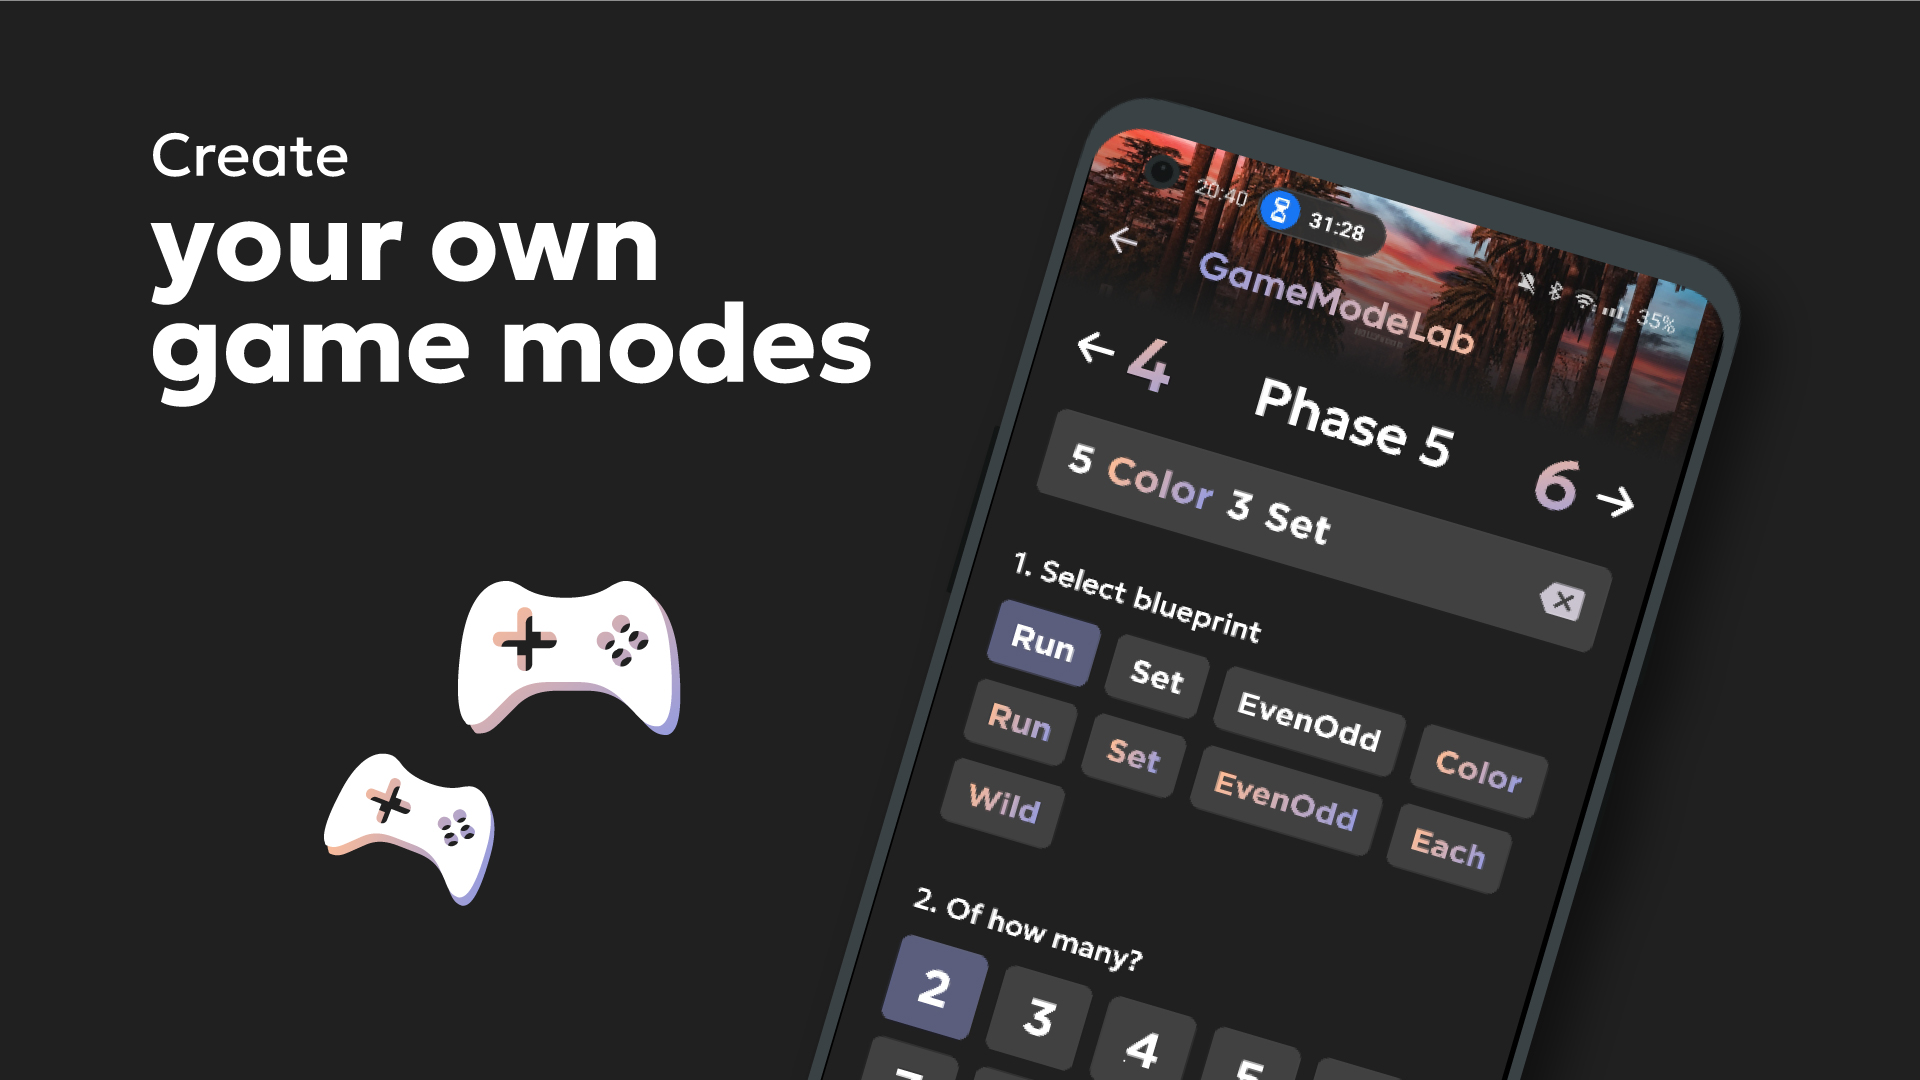 Create
your own
game modes
20:40
31:28
35%
GameModeLab
4
Phase 5
6
5 Color 3 Set
1. Select blueprint
Run
Set
EvenOdd
Color
Run
Set
EvenOdd
Each
Wild
2. Of how many?
2
3
4
5